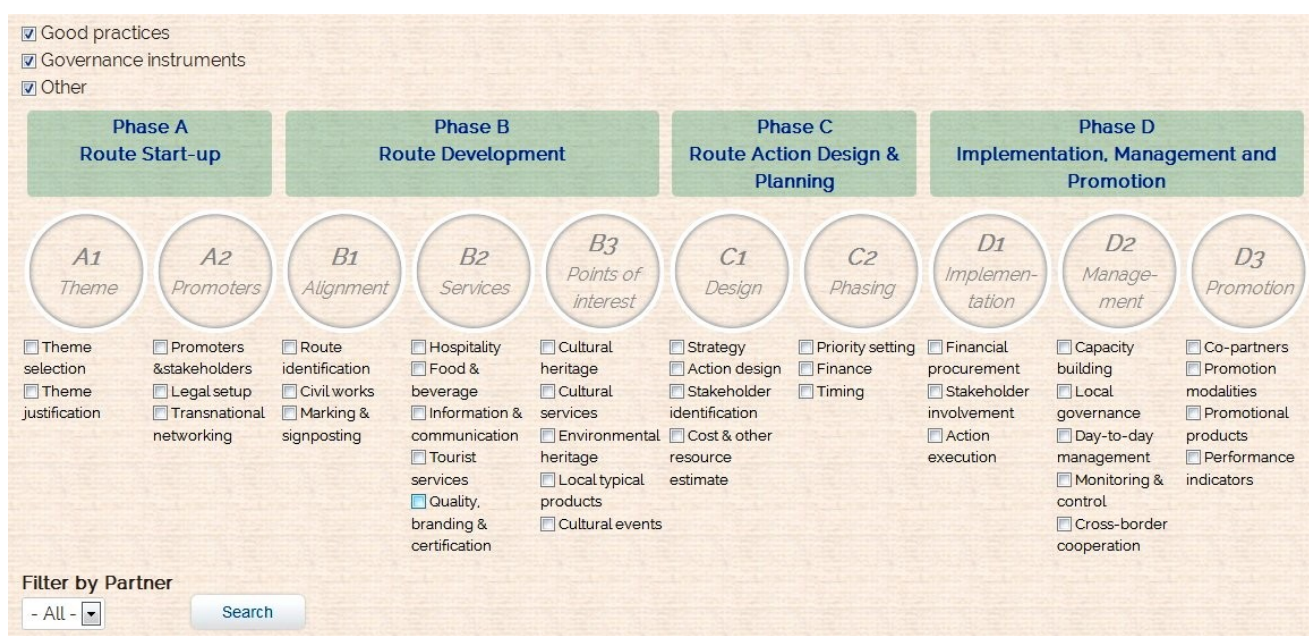 Good practices
Governance instruments
Other
Phase A
Route Start-up
Phase B
Route Development
Phase C
Route Action Design &
Planning
Phase D
Implementation, Management and
Promotion
A1
Theme
A2
Promoters
B1
Alignment
B2
Services
B3
Points of
interest
C1
Design
C2
Phasing
D1
Implemen-
tation
D2
Manage-
ment
D3
Promotion
Theme
selection
Theme
justification
Promoters
&stakeholders
Legal setup
Transnational
networking
Route
identification
Civil works
Marking &
signposting
Hospitality
Food &
beverage
Information &
communication
Tourist
services
Quality,
branding &
certification
Cultural
heritage
Cultural
services
Environmental
heritage
Local typical
products
Cultural events
Strategy
Action design
Stakeholder
identification
Cost & other
resource
estimate
Priority setting
Finance
Timing
Financial
procurement
Stakeholder
involvement
Action
execution
Capacity
building
Local
governance
Day-to-day
management
Monitoring &
control
Cross-border
cooperation
Co-partners
Promotion
modalities
Promotional
products
Performance
indicators
Filter by Partner
- All -
Search